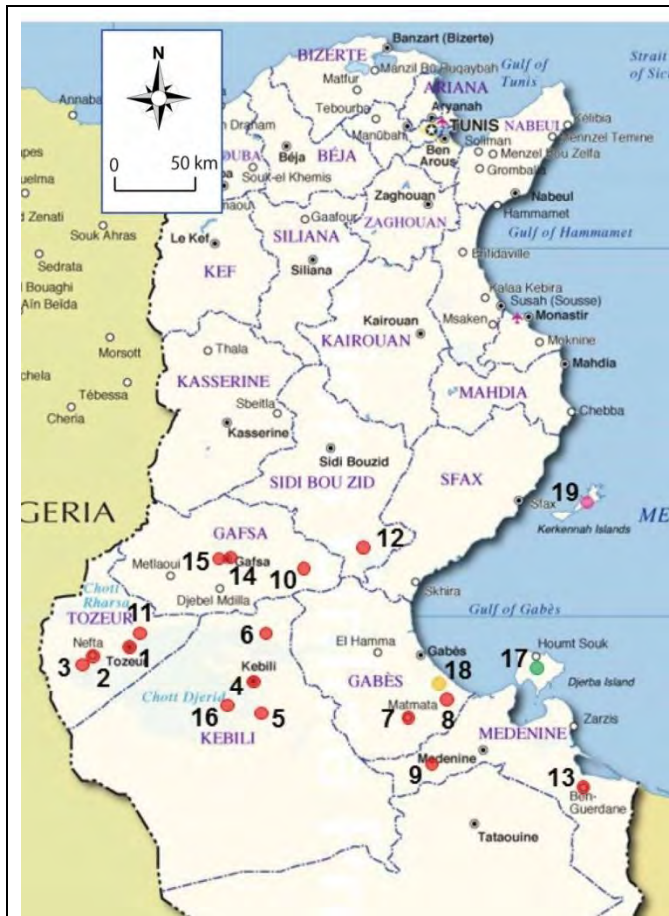 N
0 50 km
Banzart (Bizerte)
BIZERTE
Manzil Bū Ruqaybah
Gulf of
Tunis
Strait
of Sic
Matfur
ARIANA
Annaba
Tebourba
Aryanah
TUNIS
NABEUL
Kélibia
Menzel Temine
n Draham
Manūbah
Ben
Arous
Soliman
Menzel Bou Zelfa
Grombalia
OUBA
Béja
BÉJA
Souk-el Khemis
apes
uelma
Zaghouan
Nabeul
Hammamet
d Zenati
Souk Ahras
Gaafour
ZAGHOUAN
Gulf of Hammamet
Le Kef
SILIANA
Siliana
Enfidaville
Sedrata
l Bouaghi
Aïn Beïda
KEF
Kalaa Kebira
Susah (Sousse)
Monastir
Msaken
Kairouan
KAIROUAN
Moknine
Morsott
Thala
Mahdia
chela
Tébessa
KASSERINE
MAHDIA
Cheria
Sbeitla
Chebba
Kasserine
Sidi Bouzid
SIDI BOU ZID
SFAX
Sfax
19
Kerkennah Islands
ME
GERIA
GAFSA
12
15
Gafsa
14
10
Metlaoui
Djebel Mdilla
Skhira
Chott
Rharsa
TOZEUR
11
Gulf of Gabès
6
Nefta
Tozeur
1
3
2
El Hamma
Gabès
Houmt Souk
17
Djerba Island
Kebili
4
GABÈS
18
Chott Djerid
16
5
KEBILI
Matmata
7
8
MEDENINE
Zarzis
Medenine
9
13
Ben-
Guerdane
Tataouine